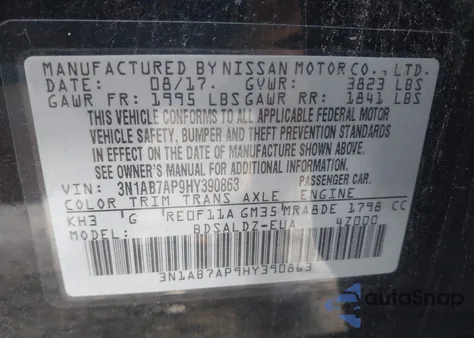 MANUFACTURED BY NISSAN MOTOR CO., LTD.
DATE: 08/17. GVWR: 3823 LBS
GAWR FR: 1995 LBS GAWR RR: 1841 LBS
THIS VEHICLE CONFORMS TO ALL APPLICABLE FEDERAL MOTOR
VEHICLE SAFETY, BUMPER AND THEFT PREVENTION STANDARDS
IN EFFECT ON THE DATE OF MANUFACTURE SHOWN ABOVE.
SEE OWNER'S MANUAL FOR ADDITIONAL INFORMATION.
VIN: 3N1AB7AP9HY390863 PASSENGER CAR.
COLOR TRIM TRANS AXLE ENGINE
KH3 G RE0F11A GM35 MRA8DE 1798 CC
BDSALDZ-EUA 4Z000
3N1AB7AP9HY390863
autoSnap